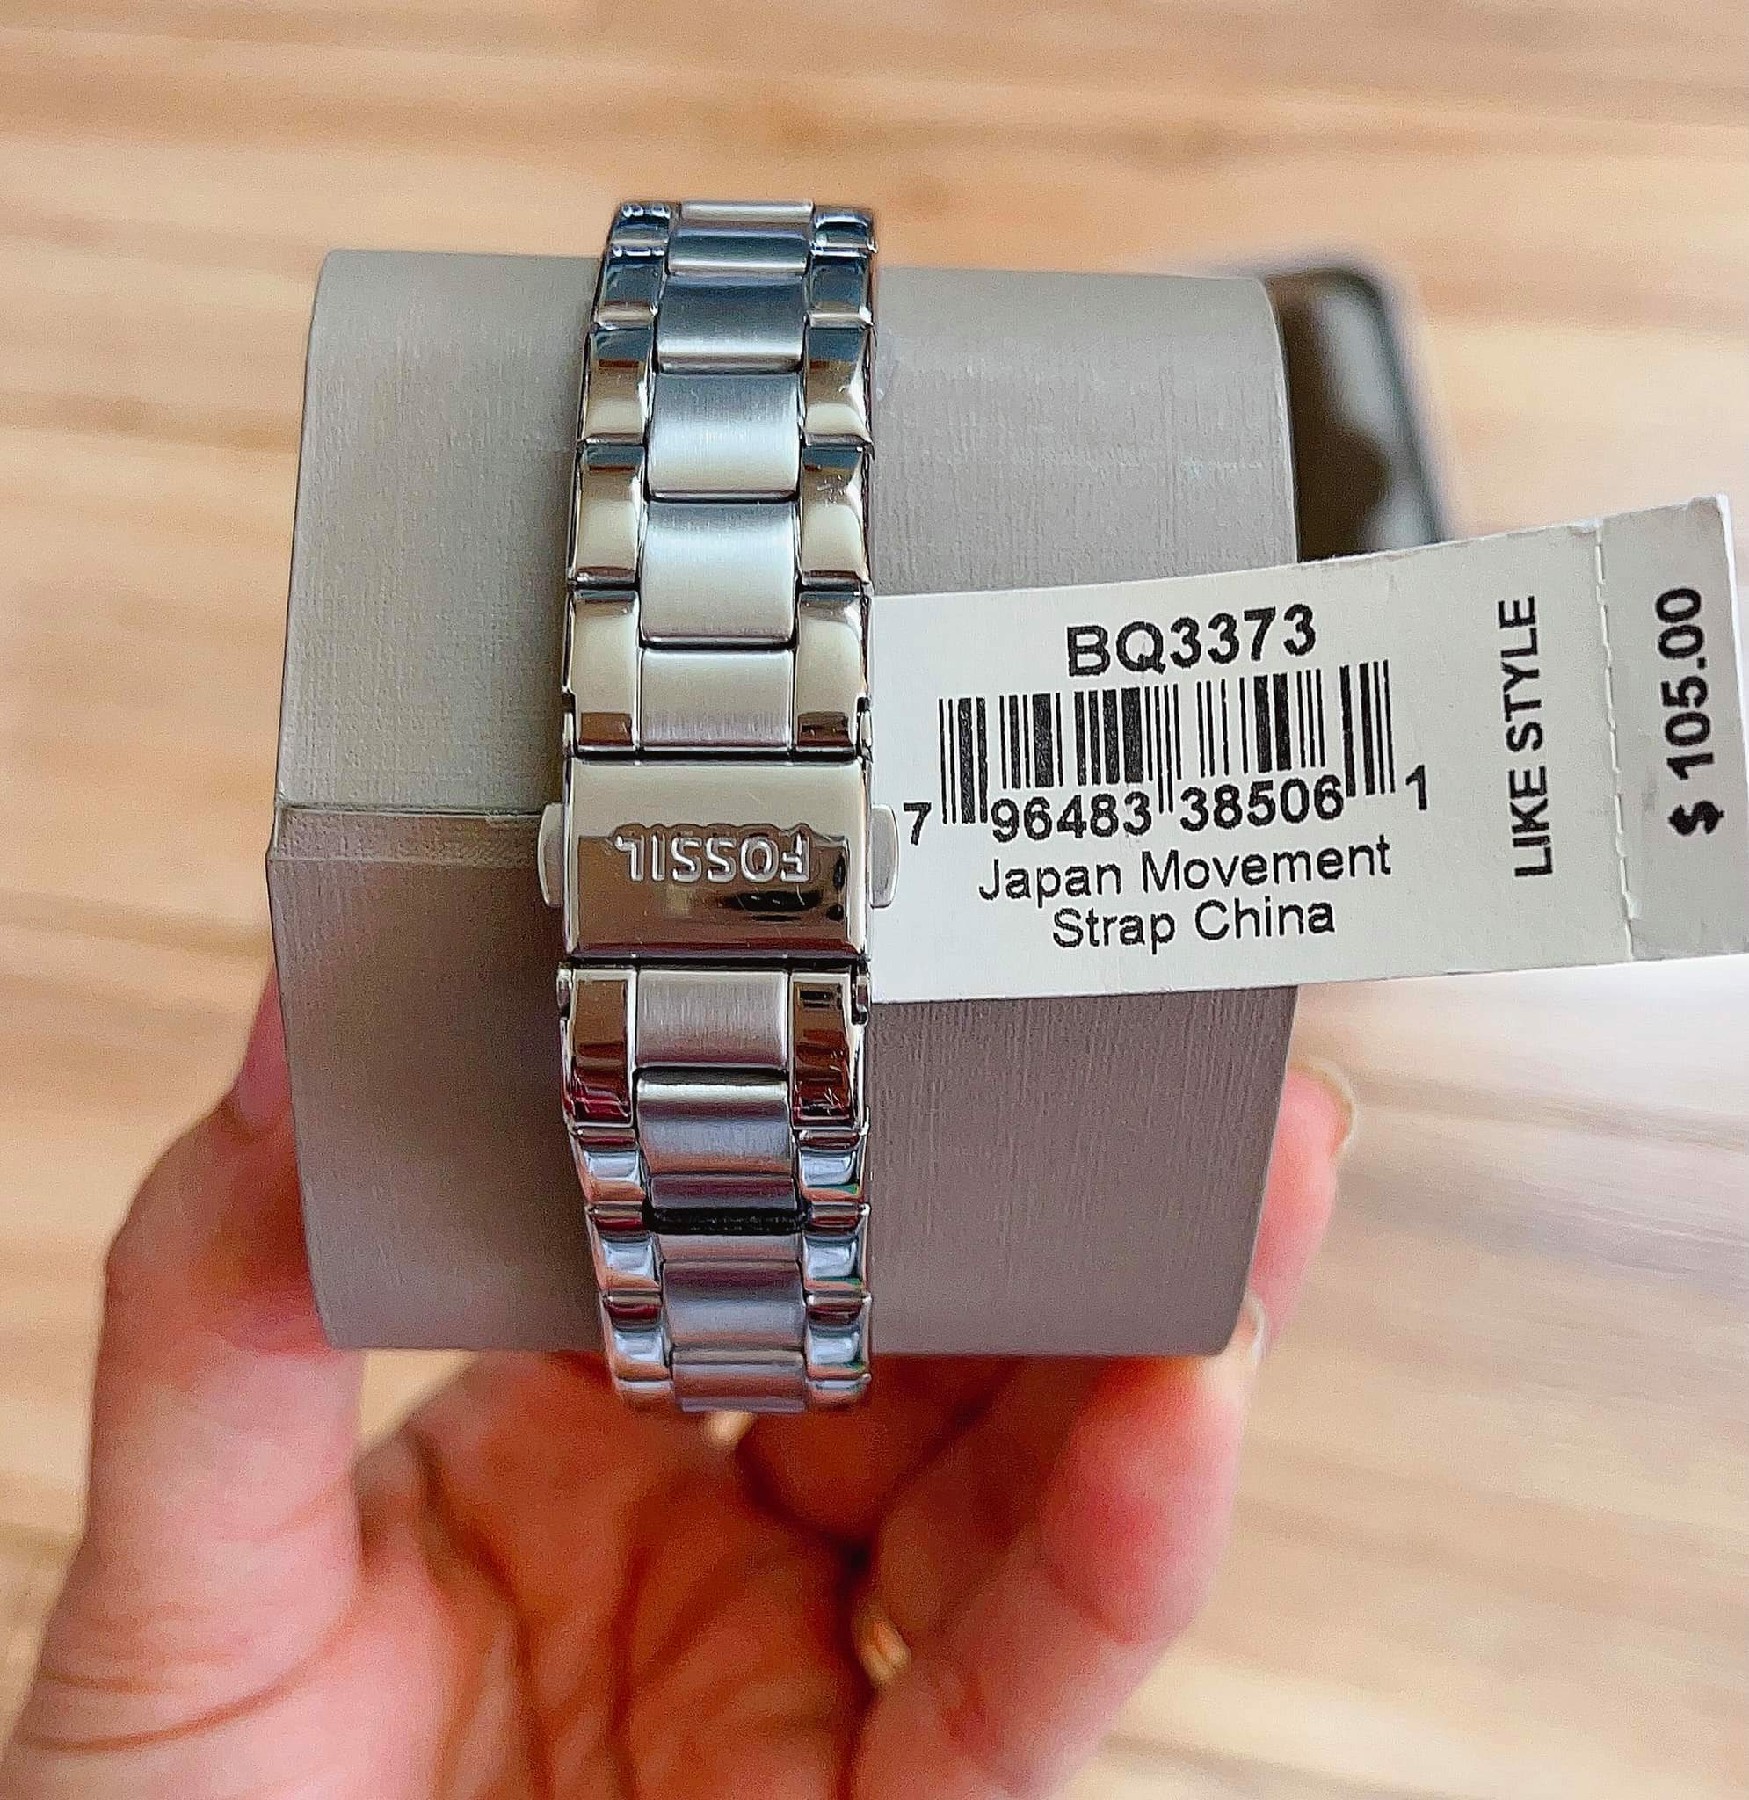 BQ3373
7 96483 38506 1
Japan Movement
Strap China
LIKE STYLE
$ 105.00
FOSSIL